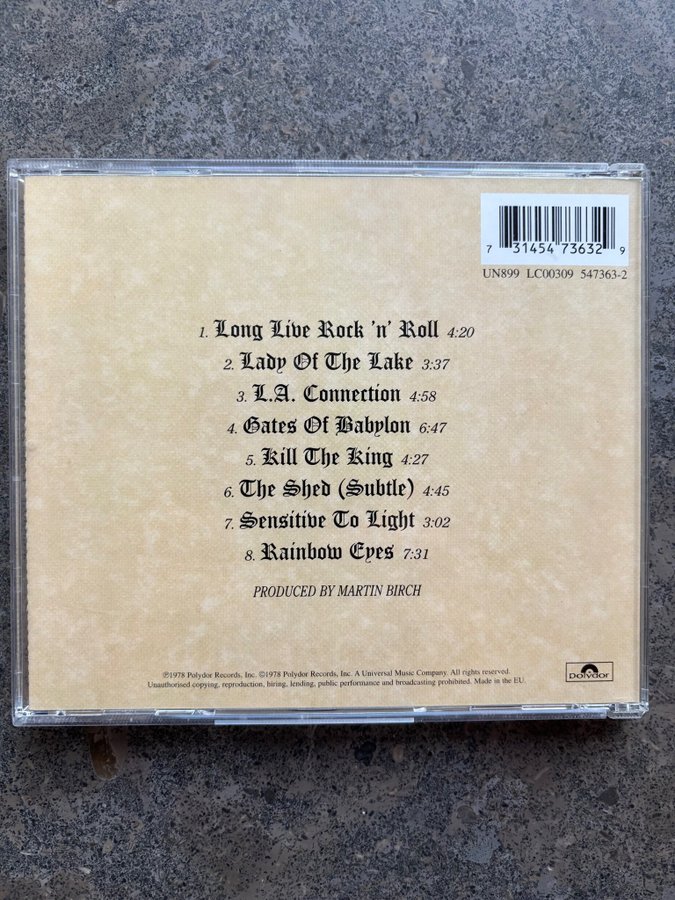 7 31454 73632 9
UN899 LC00309 547363-2
1. Long Live Rock 'n' Roll 4:20
2. Lady Of The Lake 3:37
3. L.A. Connection 4:58
4. Gates Of Babylon 6:47
5. Kill The King 4:27
6. The Shed (Subtle) 4:45
7. Sensitive To Light 3:02
8. Rainbow Eyes 7:31
PRODUCED BY MARTIN BIRCH
℗1978 Polydor Records, Inc. ©1978 Polydor Records, Inc. A Universal Music Company. All rights reserved.
Unauthorised copying, reproduction, hiring, lending, public performance and broadcasting prohibited. Made in the EU.
Polydor